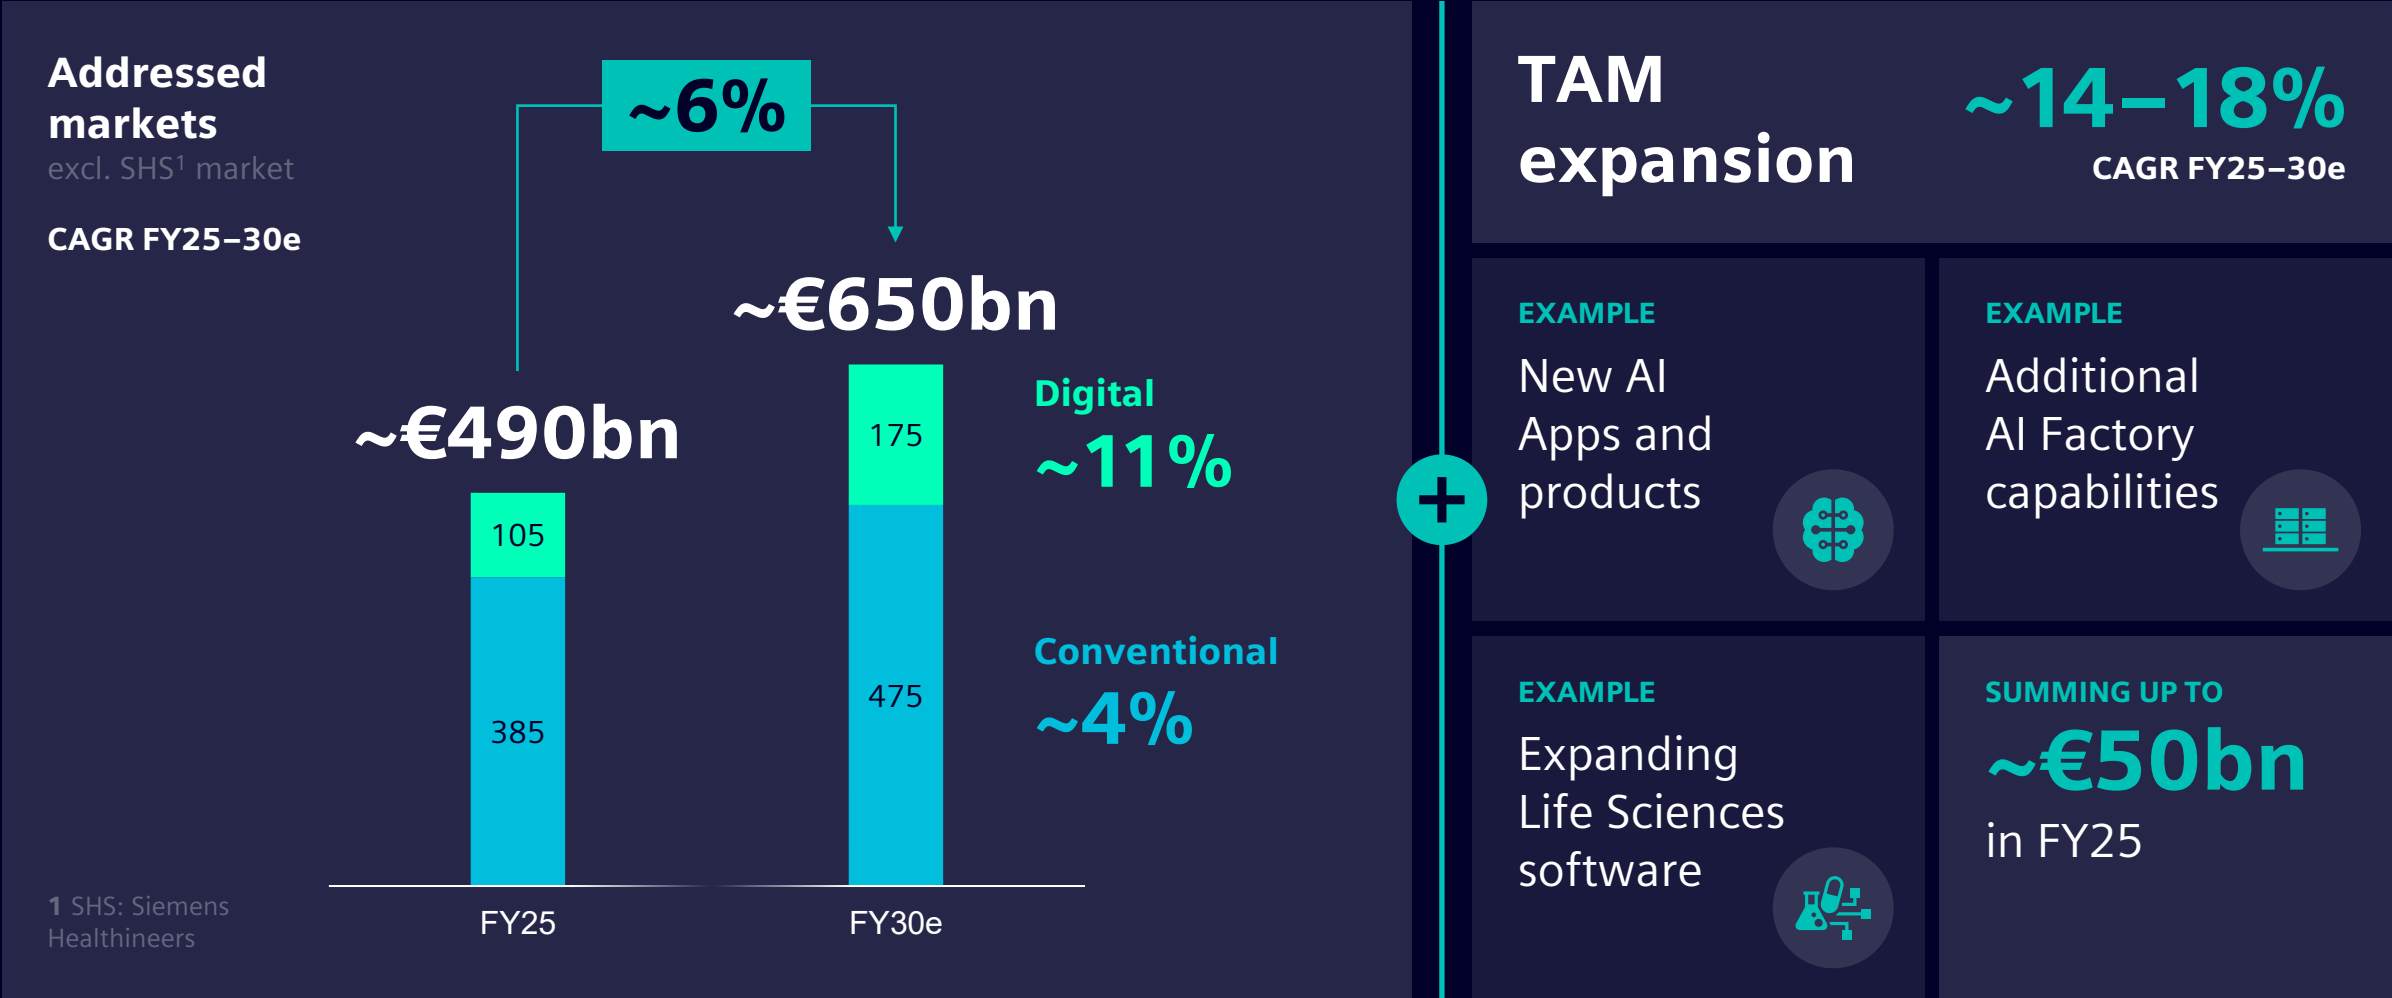 Addressed
markets
excl. SHS¹ market
CAGR FY25–30e
~6%
~€490bn
~€650bn
105
385
175
475
FY25
FY30e
Digital
~11%
Conventional
~4%
1 SHS: Siemens
Healthineers
+
TAM
expansion
~14–18%
CAGR FY25–30e
EXAMPLE
New AI
Apps and
products
EXAMPLE
Additional
AI Factory
capabilities
EXAMPLE
Expanding
Life Sciences
software
SUMMING UP TO
~€50bn
in FY25